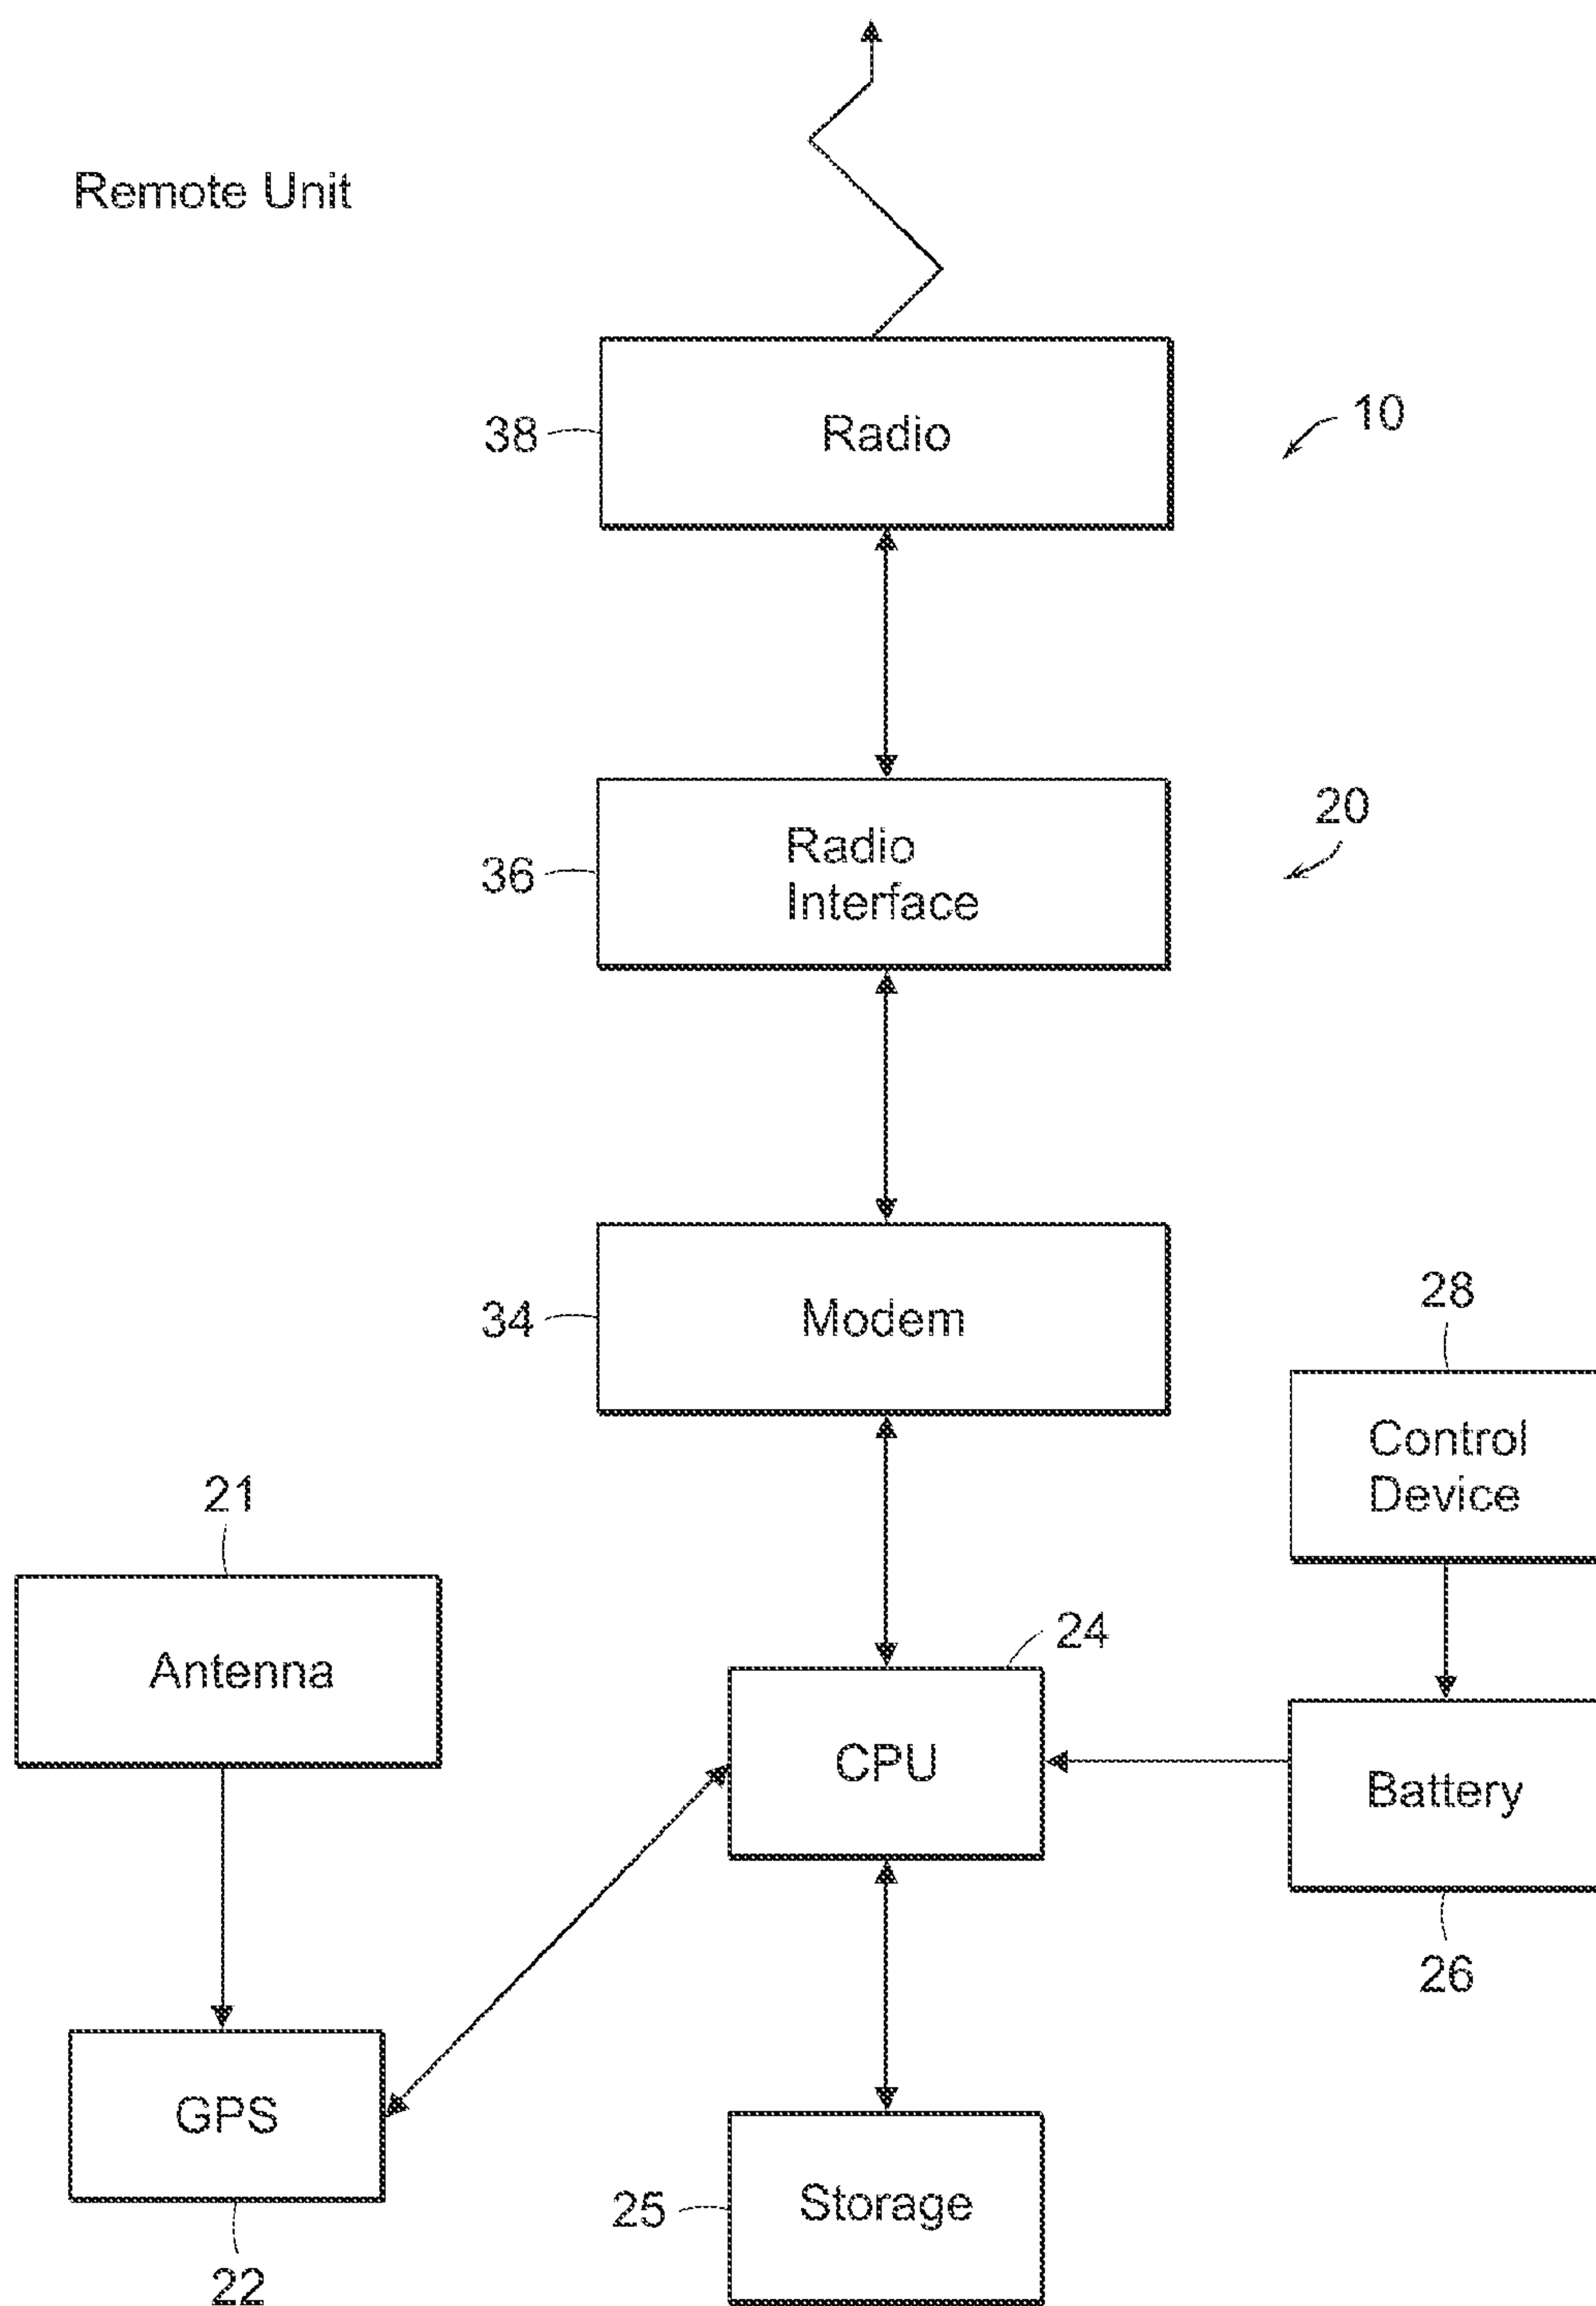 Remote Unit
38
Radio
10
20
36
Radio
Interface
34
Modem
28
Control
Device
21
Antenna
24
CPU
Battery
26
GPS
22
25
Storage